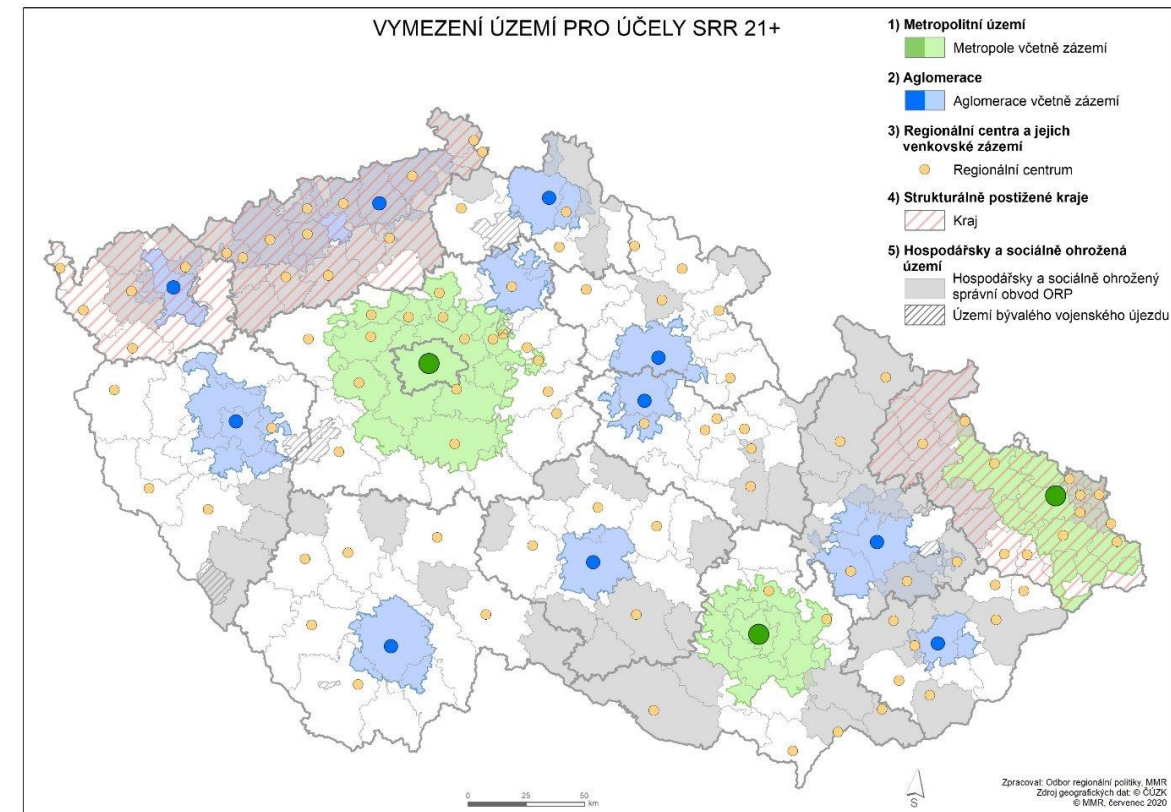 VYMEZENÍ ÚZEMÍ PRO ÚČELY SRR 21+
1) Metropolitní území
Metropole včetně zázemí
2) Aglomerace
Aglomerace včetně zázemí
3) Regionální centra a jejich
venkovské zázemí
Regionální centrum
4) Strukturálně postižené kraje
Kraj
5) Hospodářsky a sociálně ohrožená
území
Hospodářsky a sociálně ohrožený
správní obvod ORP
Území bývalého vojenského újezdu
0 25 50
km
S
Zpracoval: Odbor regionální politiky, MMR
Zdroj geografických dat: © ČÚZK
© MMR, červenec 2020